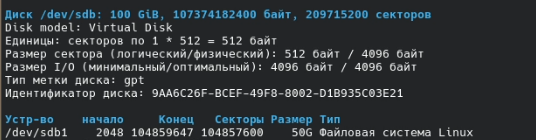 Диск /dev/sdb: 100 GiB, 107374182400 байт, 209715200 секторов
Disk model: Virtual Disk
Единицы: секторов по 1 * 512 = 512 байт
Размер сектора (логический/физический): 512 байт / 4096 байт
Размер I/O (минимальный/оптимальный): 4096 байт / 4096 байт
Тип метки диска: gpt
Идентификатор диска: 9AA6C26F-BCEF-49F8-8002-D1B935C03E21
Устр-во начало Конец Секторы Размер Тип
/dev/sdb1 2048 104859647 104857600 50G Файловая система Linux